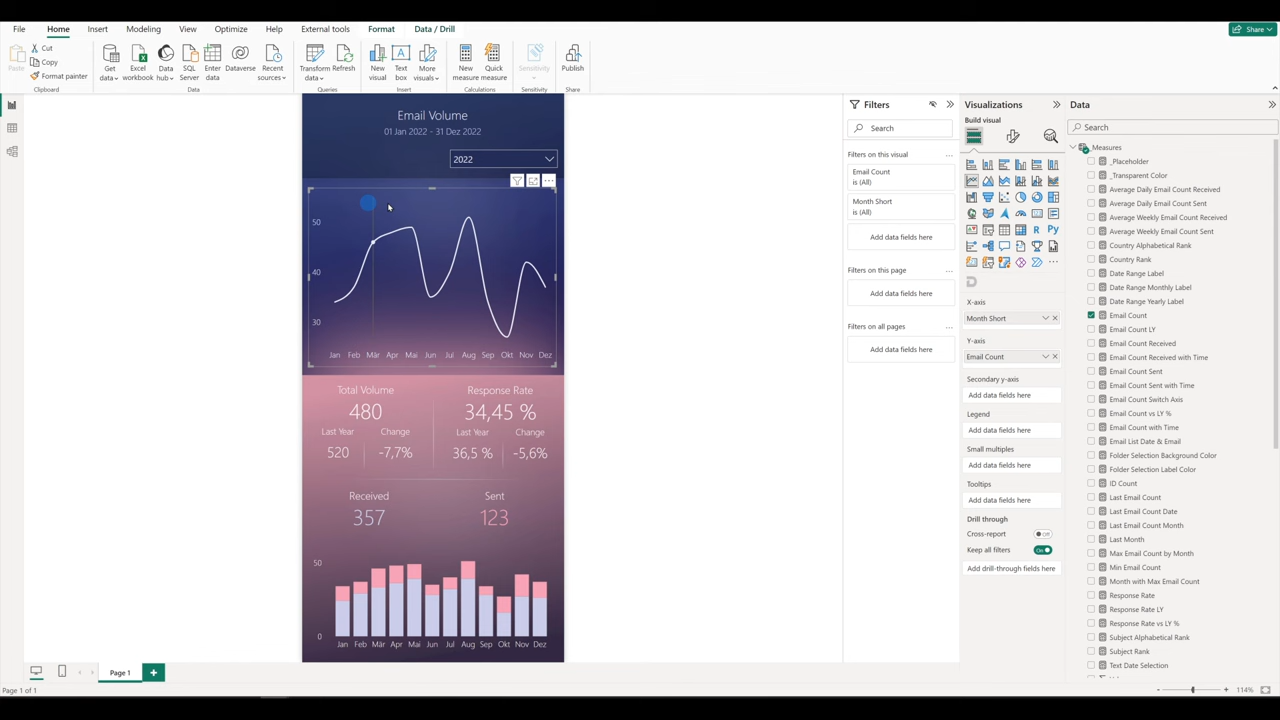 File Home Insert Modeling View Optimize Help External tools Format Data / Drill Share
Paste Cut Copy Format painter Clipboard
Get data Excel workbook Data hub SQL Server Enter data Dataverse Recent sources Data
Transform data Refresh Queries
New visual Text box More visuals Insert
New measure Quick measure Calculations
Sensitivity Sensitivity
Publish Share
Email Volume
01 Jan 2022 - 31 Dez 2022
2022
50
40
30
Jan Feb Mär Apr Mai Jun Jul Aug Sep Okt Nov Dez
Total Volume Response Rate
480 34,45 %
Last Year Change Last Year Change
520 -7,7% 36,5 % -5,6%
Received Sent
357 123
50
0
Jan Feb Mär Apr Mai Jun Jul Aug Sep Okt Nov Dez
Filters
Search
Filters on this visual
Email Count
is (All)
Month Short
is (All)
Add data fields here
Filters on this page
Add data fields here
Filters on all pages
Add data fields here
Visualizations
Build visual
R Py
X-axis
Month Short
Y-axis
Email Count
Secondary y-axis
Add data fields here
Legend
Add data fields here
Small multiples
Add data fields here
Tooltips
Add data fields here
Drill through
Cross-report Off
Keep all filters On
Add drill-through fields here
Data
Search
Measures
_Placeholder
_Transparent Color
Average Daily Email Count Received
Average Daily Email Count Sent
Average Weekly Email Count Received
Average Weekly Email Count Sent
Country Alphabetical Rank
Country Rank
Date Range Label
Date Range Monthly Label
Date Range Yearly Label
Email Count
Email Count LY
Email Count Received
Email Count Received with Time
Email Count Sent
Email Count Sent with Time
Email Count Switch Axis
Email Count vs LY %
Email Count with Time
Email List Date & Email
Folder Selection Background Color
Folder Selection Label Color
ID Count
Last Email Count
Last Email Count Date
Last Email Count Month
Last Month
Max Email Count by Month
Min Email Count
Month with Max Email Count
Response Rate
Response Rate LY
Response Rate vs LY %
Subject Alphabetical Rank
Subject Rank
Text Date Selection
Page 1
Page 1 of 1
114%